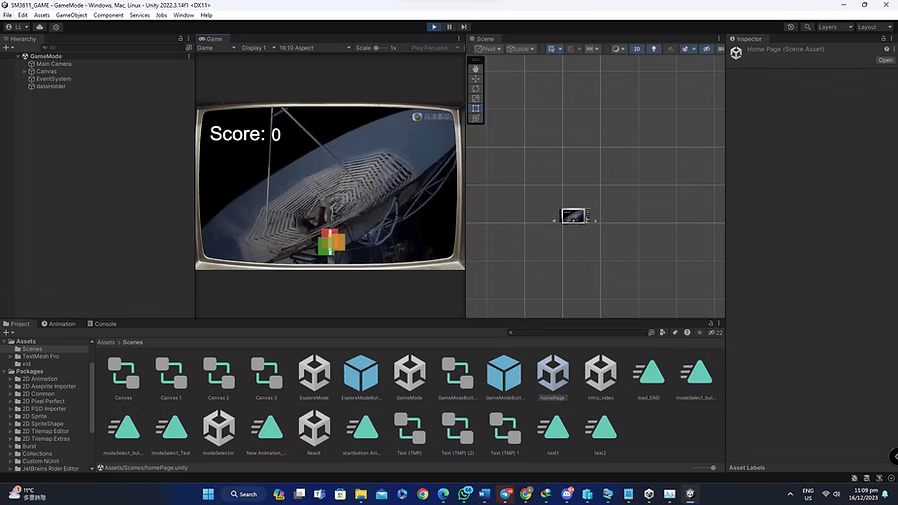 SM3611_GAME - GameMode - Windows, Mac, Linux - Unity 2022.3.14f1 <DX11>
File Edit Assets GameObject Component Services Jobs Window Help
LL Layers Layout
Hierarchy
All
GameMode
Main Camera
Canvas
EventSystem
dataHolder
Game
Game Display 1 16:10 Aspect Scale 1x Play Focused
Score: 0
Scene
Pivot Local 2D
Inspector
Home Page (Scene Asset)
Open
Project Animation Console
22
Assets
Scenes
TextMesh Pro
vid
Packages
2D Animation
2D Aseprite Importer
2D Common
2D Pixel Perfect
2D PSD Importer
2D Sprite
2D SpriteShape
2D Tilemap Editor
2D Tilemap Extras
Burst
Collections
Custom NUnit
JetBrains Rider Editor
Assets > Scenes
Canvas Canvas 1 Canvas 2 Canvas 3 ExploreMode ExploreModeBut... GameMode GameModeButt... GameModeButt... homePage Intro_video load_END modeSelect_but...
modeSelect_but... modeSelect_Text modeSelector New Animation_... Result startbutton Ani... Text (TMP) Text (TMP) (2) Text (TMP) 1 text1 text2
Assets/Scenes/homePage.unity
Asset Labels
11°C
多雲時晴
Search
ENG
US
11:09 pm
16/12/2023